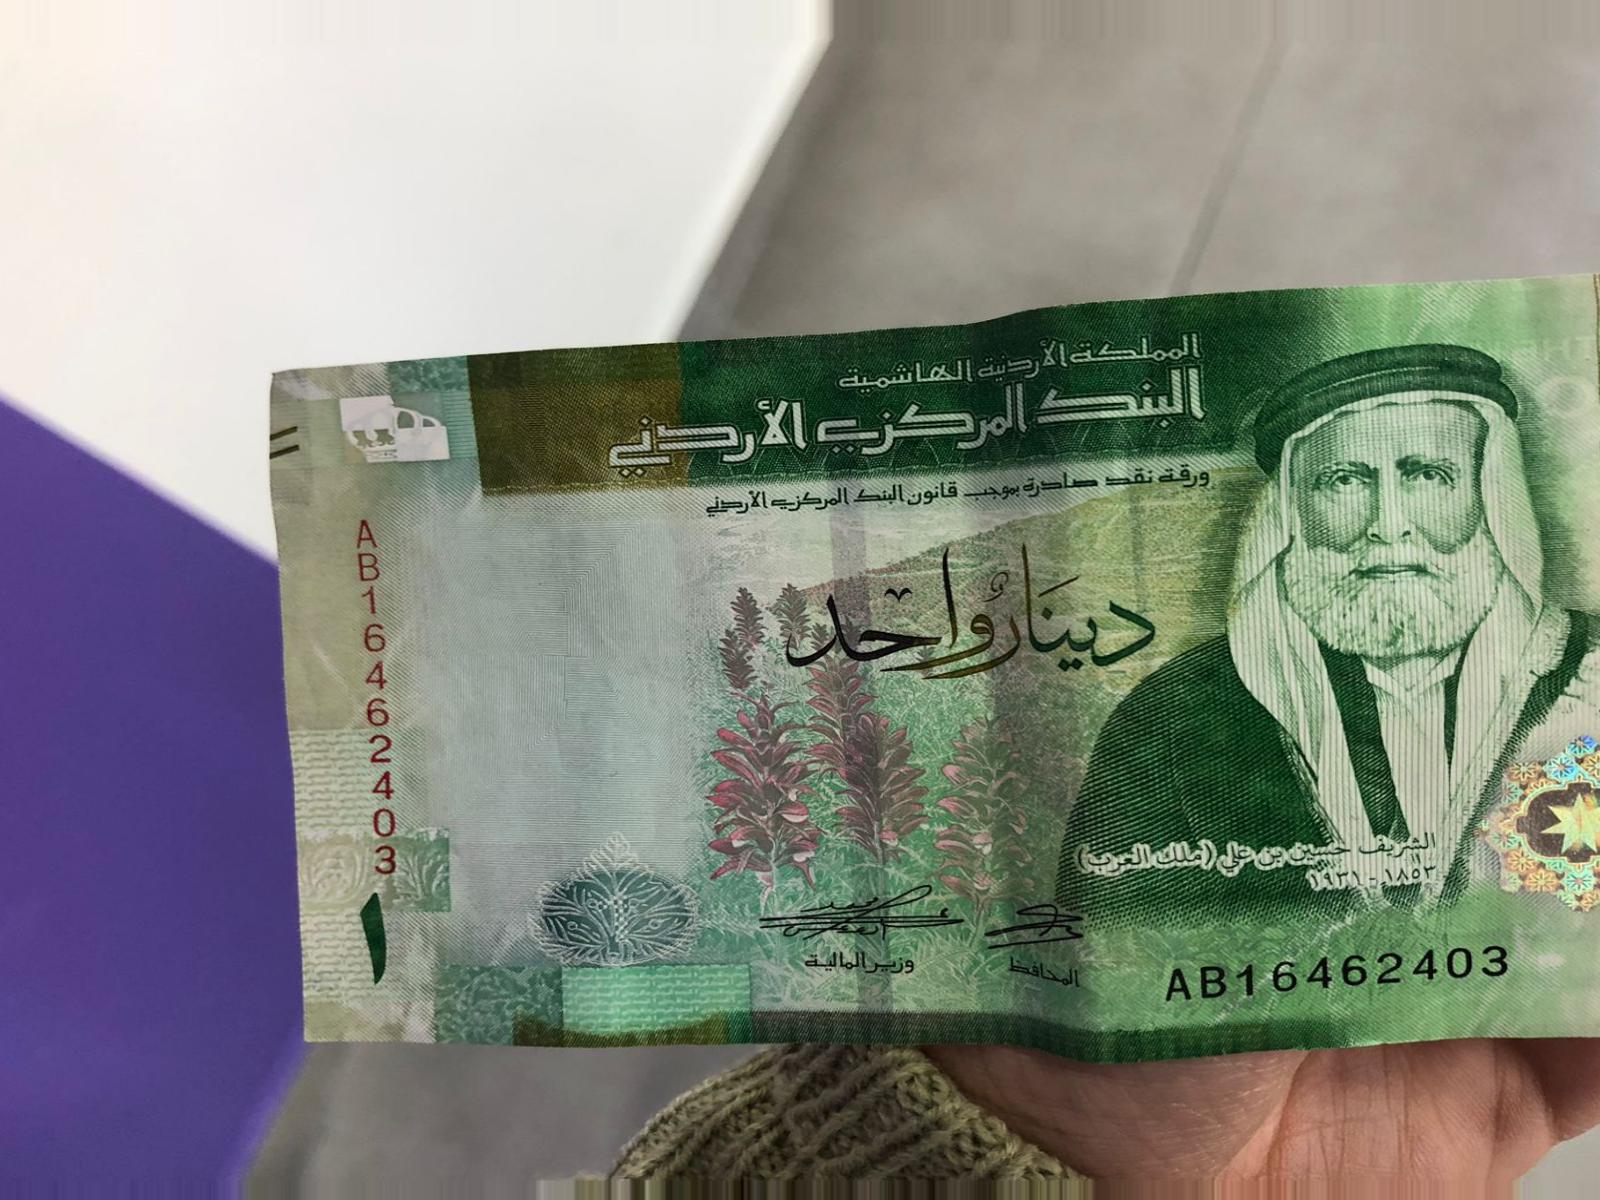 المملكة الأردنية الهاشمية
البنك المركزي الأردني
ورقة نقد صادرة بموجب قانون البنك المركزي الأردني
دينار واحد
AB16462403
الشريف حسين بن علي (ملك العرب)
١٨٥٣ - ١٩٣١
وزير المالية
المحافظ
١
AB16462403